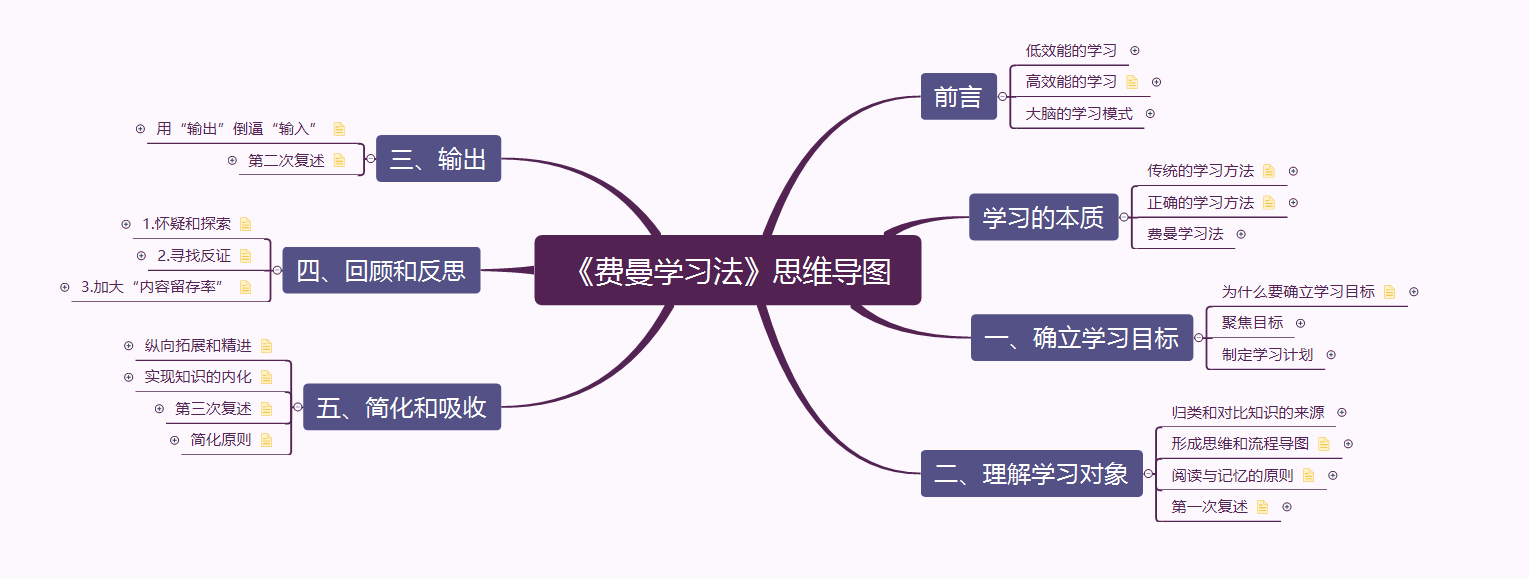 《费曼学习法》思维导图
前言
低效能的学习
高效能的学习
大脑的学习模式
学习的本质
传统的学习方法
正确的学习方法
费曼学习法
一、确立学习目标
为什么要确立学习目标
聚焦目标
制定学习计划
二、理解学习对象
归类和对比知识的来源
形成思维和流程导图
阅读与记忆的原则
第一次复述
三、输出
用“输出”倒逼“输入”
第二次复述
四、回顾和反思
1.怀疑和探索
2.寻找反证
3.加大“内容留存率”
五、简化和吸收
纵向拓展和精进
实现知识的内化
第三次复述
简化原则